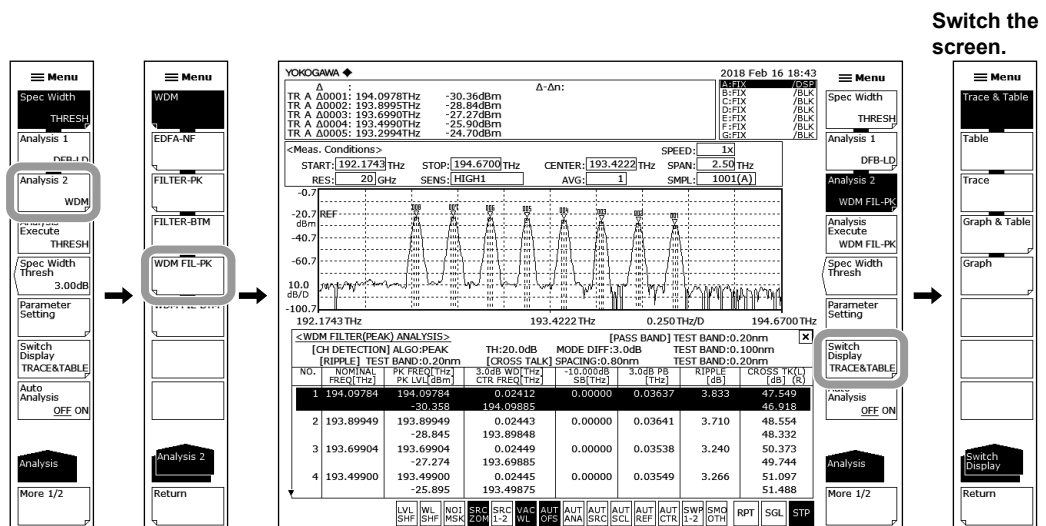 Switch the
screen.
Menu
Spec Width
THRESH
Analysis 1
DFB-LD
Analysis 2
WDM
Analysis
Execute
THRESH
Spec Width
Thresh
3.00dB
Parameter
Setting
Switch
Display
TRACE&TABLE
Auto
Analysis
OFF ON
Analysis
More 1/2
Menu
WDM
EDFA-NF
FILTER-PK
FILTER-BTM
WDM FIL-PK
WDM FIL-BTM
Analysis 2
Return
YOKOGAWA 2018 Feb 16 18:43
Δ : Δ-Δn:
TR A Δ0001: 194.0978THz -30.36dBm
TR A Δ0002: 193.8995THz -28.84dBm
TR A Δ0003: 193.6990THz -27.27dBm
TR A Δ0004: 193.4990THz -25.90dBm
TR A Δ0005: 193.2994THz -24.70dBm
A:FIX /DSP
B:FIX /BLK
C:FIX /BLK
D:FIX /BLK
E:FIX /BLK
F:FIX /BLK
G:FIX /BLK
<Meas. Conditions> SPEED: 1x
START: 192.1743 THz STOP: 194.6700 THz CENTER: 193.4222 THz SPAN: 2.50 THz
RES: 20 GHz SENS: HIGH1 AVG: 1 SMPL: 1001(A)
-0.7
-20.7 REF
dBm
-40.7
-60.7
10.0
dB/D
-100.7
008 007 006 005 004 003 002 001
192.1743 THz 193.4222 THz 0.250 THz/D 194.6700 THz
<WDM FILTER(PEAK) ANALYSIS> [PASS BAND] TEST BAND:0.20nm X
[CH DETECTION] ALGO:PEAK TH:20.0dB MODE DIFF:3.0dB TEST BAND:0.100nm
[RIPPLE] TEST BAND:0.20nm [CROSS TALK] SPACING:0.80nm TEST BAND:0.20nm
NO. NOMINAL PK FREQ[THz] 3.0dB WD[THz] -10.000dB 3.0dB PB RIPPLE CROSS TK(L)
FREQ[THz] PK LVL[dBm] CTR FREQ[THz] SB[THz] [THz] [dB] [dB] (R)
1 194.09784 194.09784 0.02412 0.00000 0.03637 3.833 47.549
-30.358 194.09885 46.918
2 193.89949 193.89949 0.02443 0.00000 0.03641 3.710 48.554
-28.845 193.89848 48.332
3 193.69904 193.69904 0.02449 0.00000 0.03538 3.240 50.373
-27.274 193.69885 49.744
4 193.49900 193.49900 0.02445 0.00000 0.03549 3.266 51.097
-25.895 193.49875 51.488
LVL WL NOI SRC SRC VAC AUT AUT AUT AUT AUT AUT SWP SMO RPT SGL STP
SHF SHF MSK ZOM 1-2 WL OFS ANA SRC SCL REF CTR 1-2 OTH
Menu
Spec Width
THRESH
Analysis 1
DFB-LD
Analysis 2
WDM FIL-PK
Analysis
Execute
WDM FIL-PK
Spec Width
Thresh
3.00dB
Parameter
Setting
Switch
Display
TRACE&TABLE
Auto
Analysis
OFF ON
Analysis
More 1/2
Menu
Trace & Table
Table
Trace
Graph & Table
Graph
Switch
Display
Return